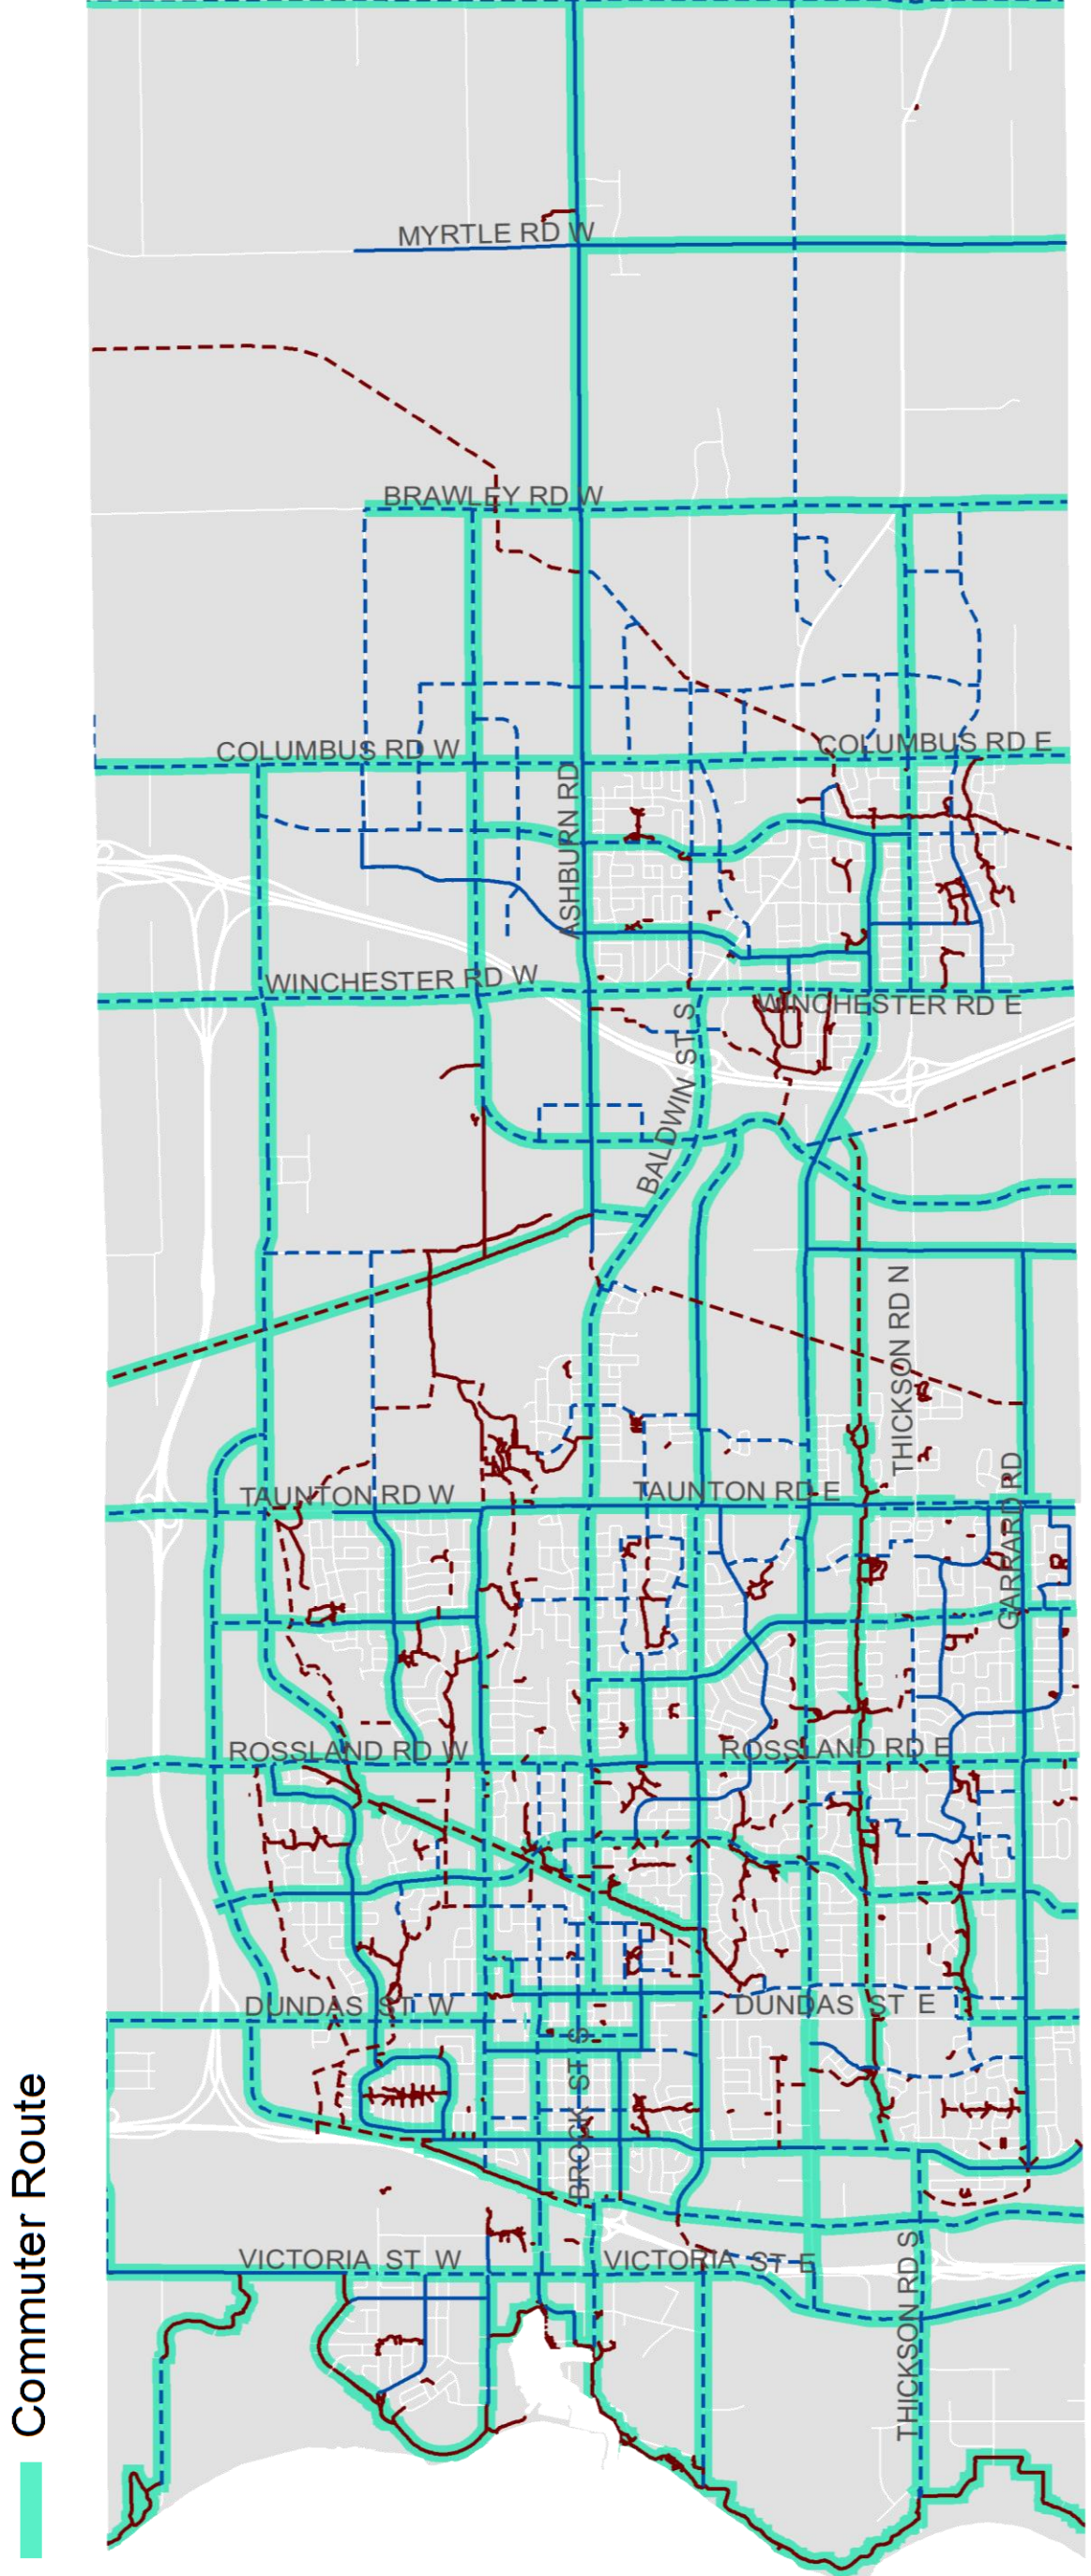 MYRTLE RD W
BRAWLEY RD W
COLUMBUS RD W
COLUMBUS RD E
ASHBURN RD
WINCHESTER RD W
WINCHESTER RD E
BALDWIN ST S
THICKSON RD N
TAUNTON RD W
TAUNTON RD E
GARRARD RD
ROSSLAND RD W
ROSSLAND RD E
DUNDAS ST W
DUNDAS ST E
BROCK ST S
VICTORIA ST W
VICTORIA ST E
THICKSON RD S
Commuter Route